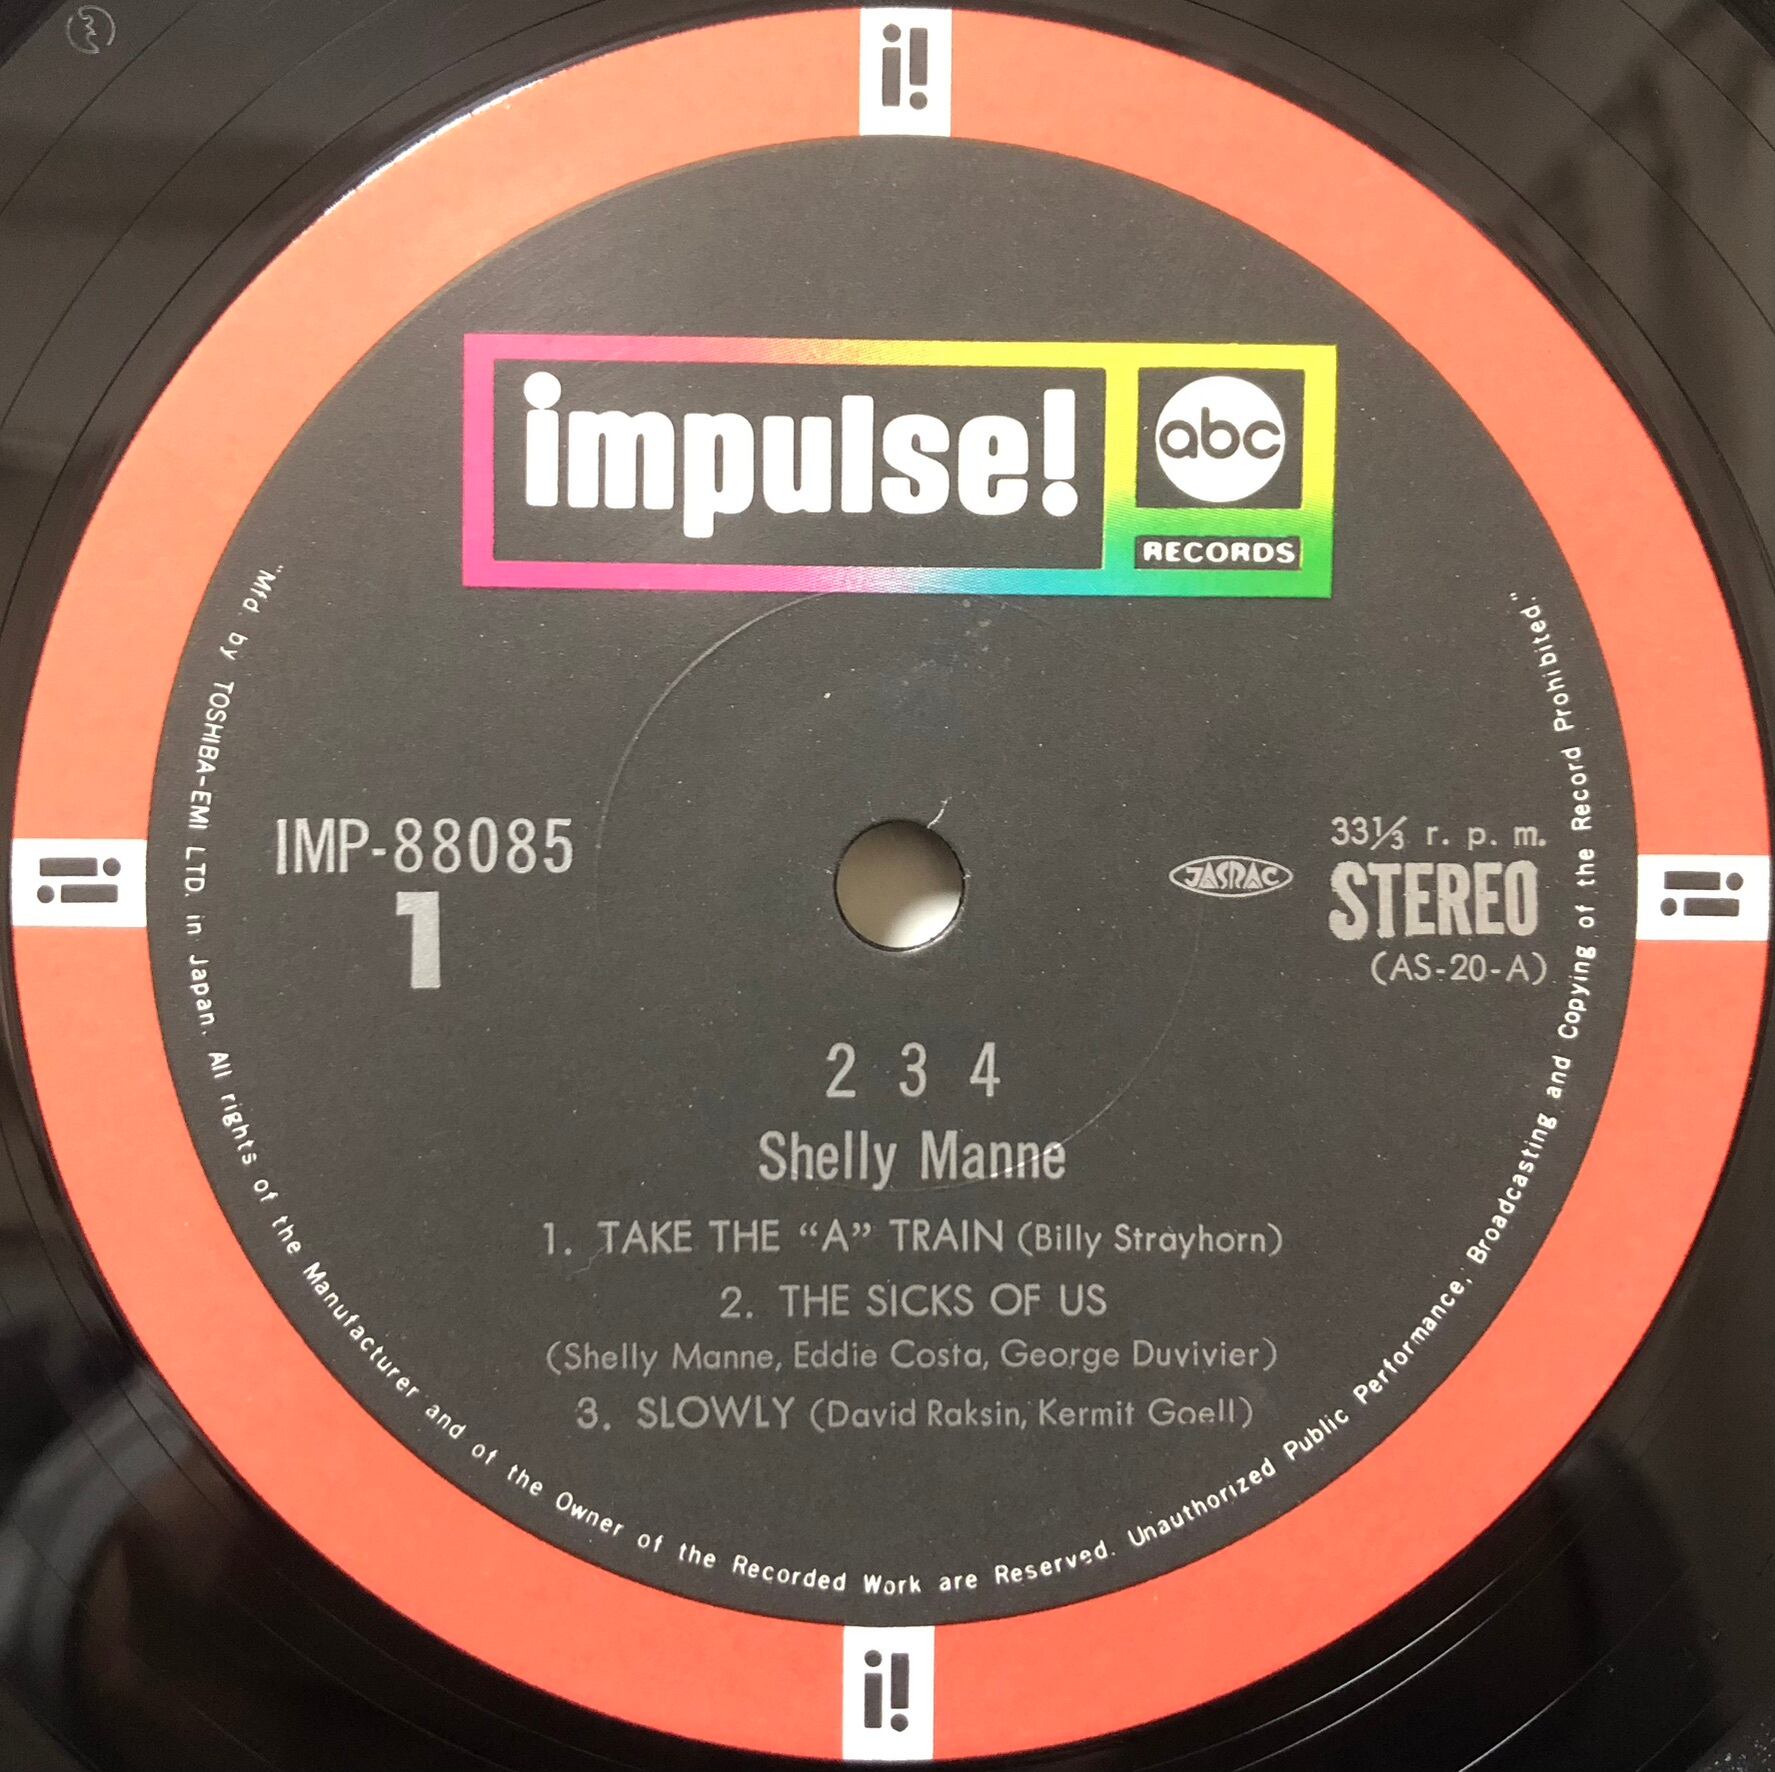 i!
impulse!
abc
RECORDS
IMP-88085
1
JASRAC
33⅓ r. p. m.
STEREO
(AS-20-A)
2 3 4
Shelly Manne
1. TAKE THE “A” TRAIN (Billy Strayhorn)
2. THE SICKS OF US
(Shelly Manne, Eddie Costa, George Duvivier)
3. SLOWLY (David Raksin, Kermit Goell)
"Mfd. by TOSHIBA-EMI LTD. in Japan. All rights of the Manufacturer and of the Owner of the Recorded Work are Reserved. Unauthorized Public Performance, Broadcasting and Copying of the Record Prohibited."
i!
i!
i!